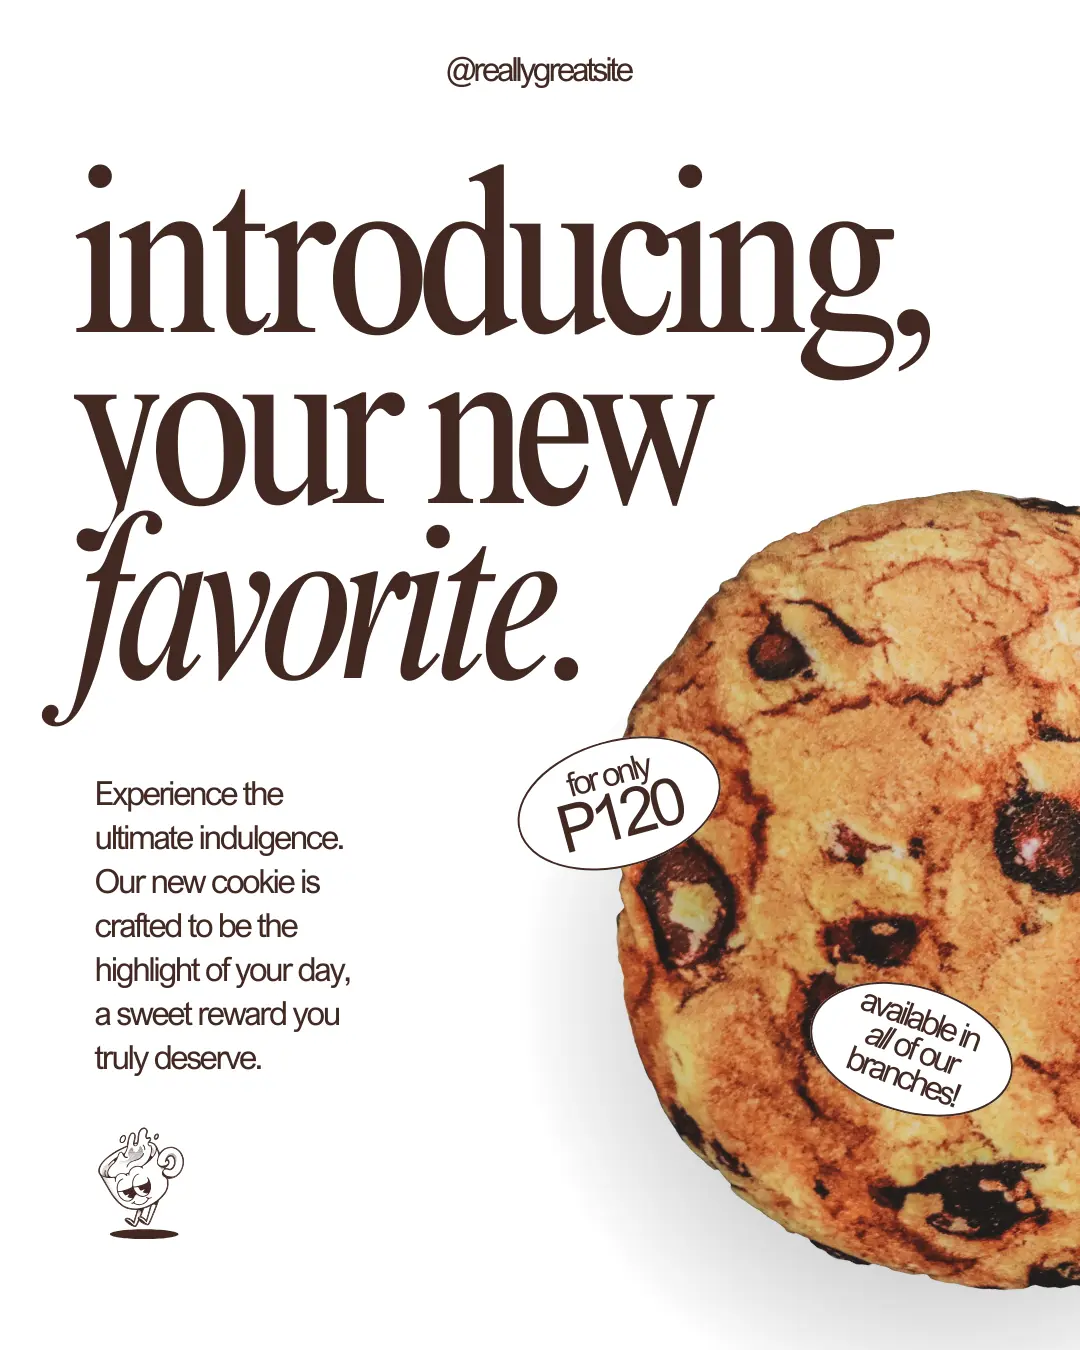 @reallygreatsite
introducing,
your new
favorite.
for only
P120
Experience the
ultimate indulgence.
Our new cookie is
crafted to be the
highlight of your day,
a sweet reward you
truly deserve.
available in
all of our
branches!